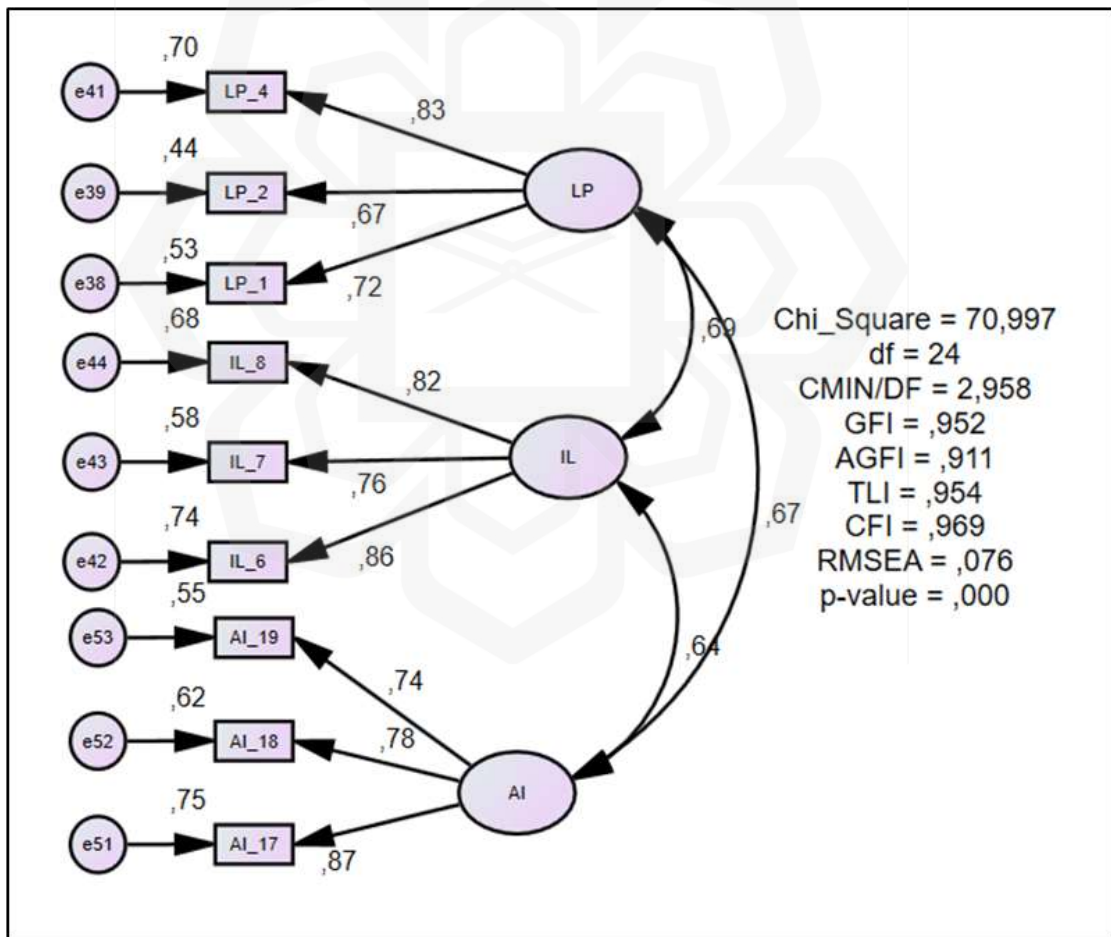 ,70
e41
LP_4
,83
,44
e39
LP_2
,67
LP
,53
e38
LP_1
,72
,68
e44
IL_8
,82
,69
,58
e43
IL_7
,76
IL
,74
e42
IL_6
,86
,67
,55
e53
AI_19
,74
,64
,62
e52
AI_18
,78
AI
,75
e51
AI_17
,87
Chi_Square = 70,997
df = 24
CMIN/DF = 2,958
GFI = ,952
AGFI = ,911
TLI = ,954
CFI = ,969
RMSEA = ,076
p-value = ,000